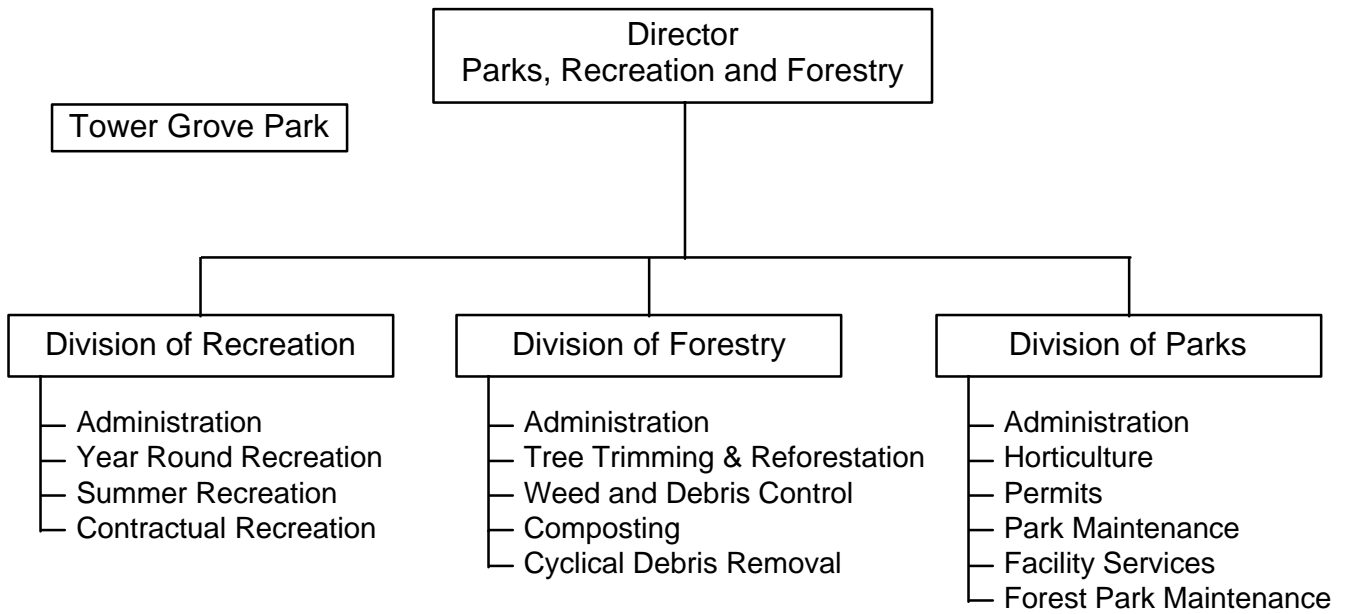 Director
Parks, Recreation and Forestry
Tower Grove Park
Division of Recreation
Administration
Year Round Recreation
Summer Recreation
Contractual Recreation
Division of Forestry
Administration
Tree Trimming & Reforestation
Weed and Debris Control
Composting
Cyclical Debris Removal
Division of Parks
Administration
Horticulture
Permits
Park Maintenance
Facility Services
Forest Park Maintenance